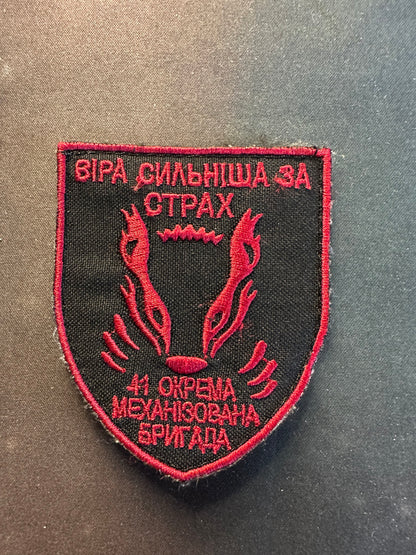 ВІРА СИЛЬНІША ЗА
СТРАХ
41 ОКРЕМА
МЕХАНІЗОВАНА
БРИГАДА